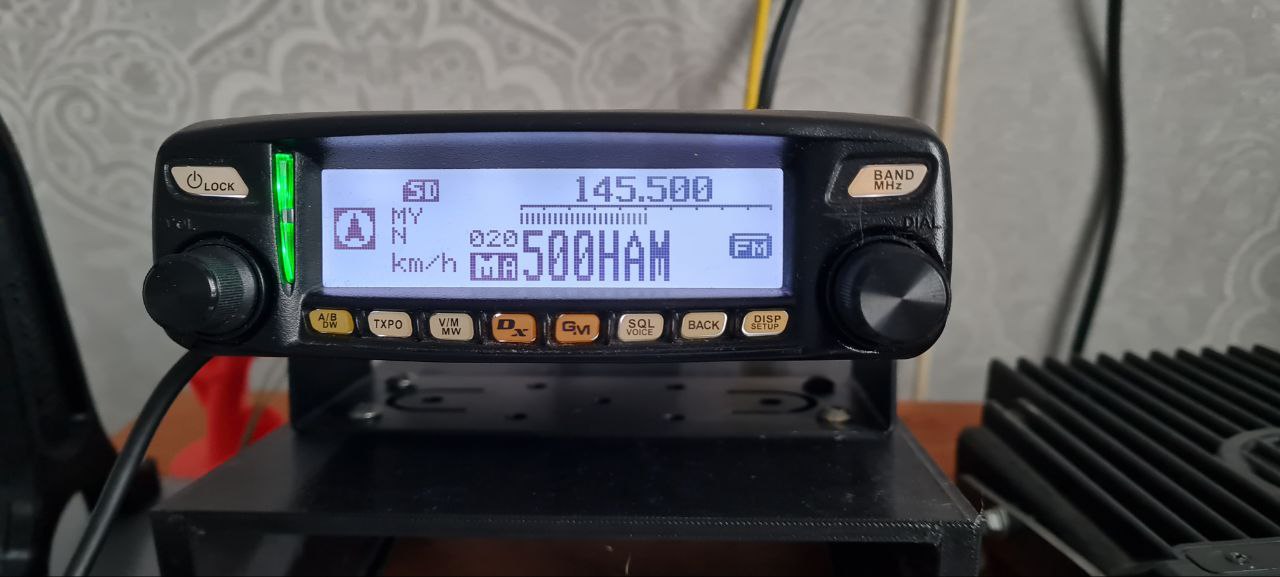 LOCK
VOL
SD
145.500
MY
N
km/h
020
MR
500HAM
FM
BAND
MHz
DIAL
A/B
DW
TXPO
V/M
MW
DX
GM
SQL
VOICE
BACK
DISP
SETUP